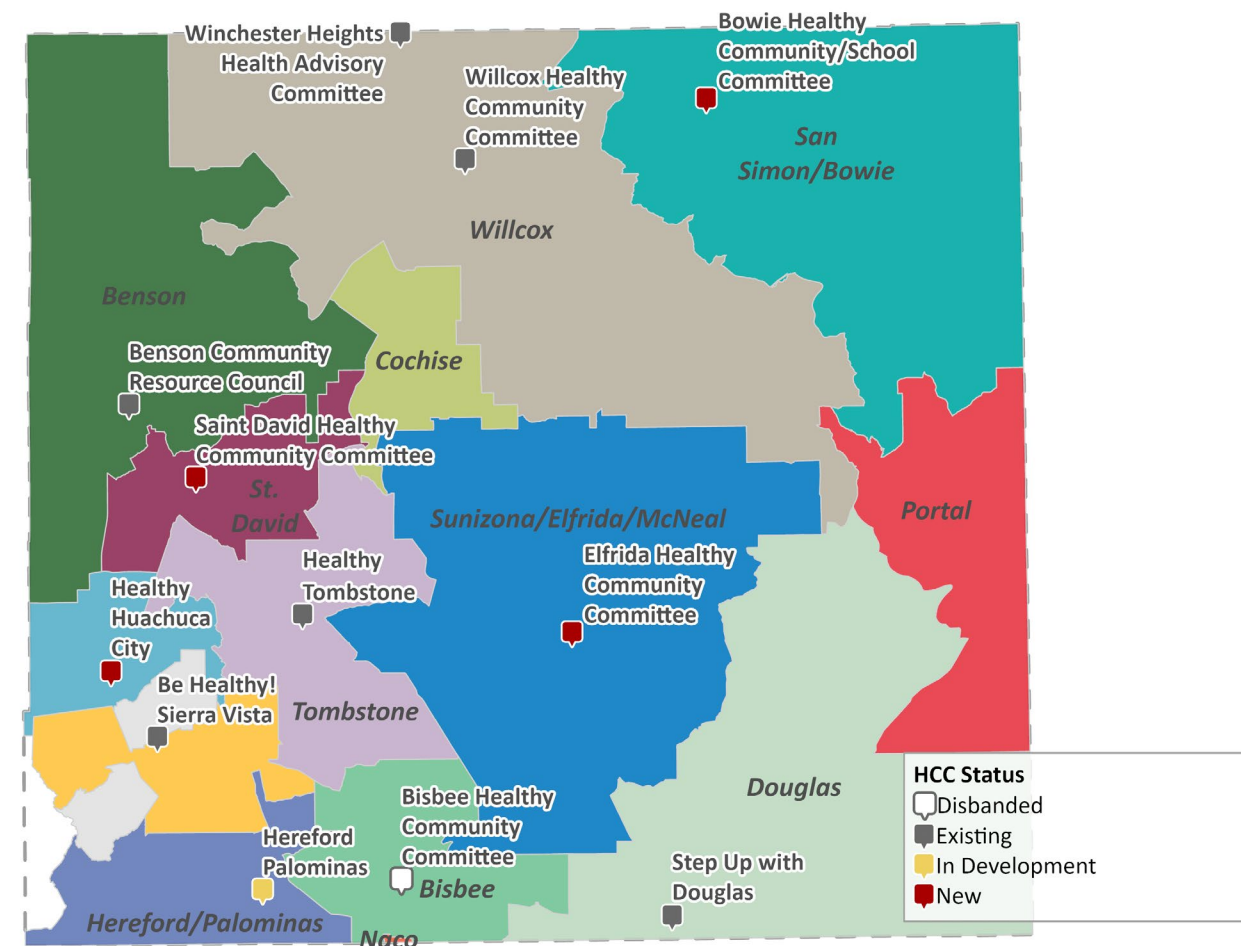 Winchester Heights
Health Advisory
Committee
Willcox Healthy
Community
Committee
Bowie Healthy
Community/School
Committee
San
Simon/Bowie
Willcox
Benson
Benson Community
Resource Council
Cochise
Saint David Healthy
Community Committee
St.
David
Sunizona/Elfrida/McNeal
Portal
Healthy
Tombstone
Elfrida Healthy
Community
Committee
Healthy
Huachuca
City
Be Healthy!
Sierra Vista
Tombstone
Douglas
Bisbee Healthy
Community
Committee
Bisbee
Hereford
Palominas
Hereford/Palominas
Naco
Step Up with
Douglas
HCC Status
Disbanded
Existing
In Development
New